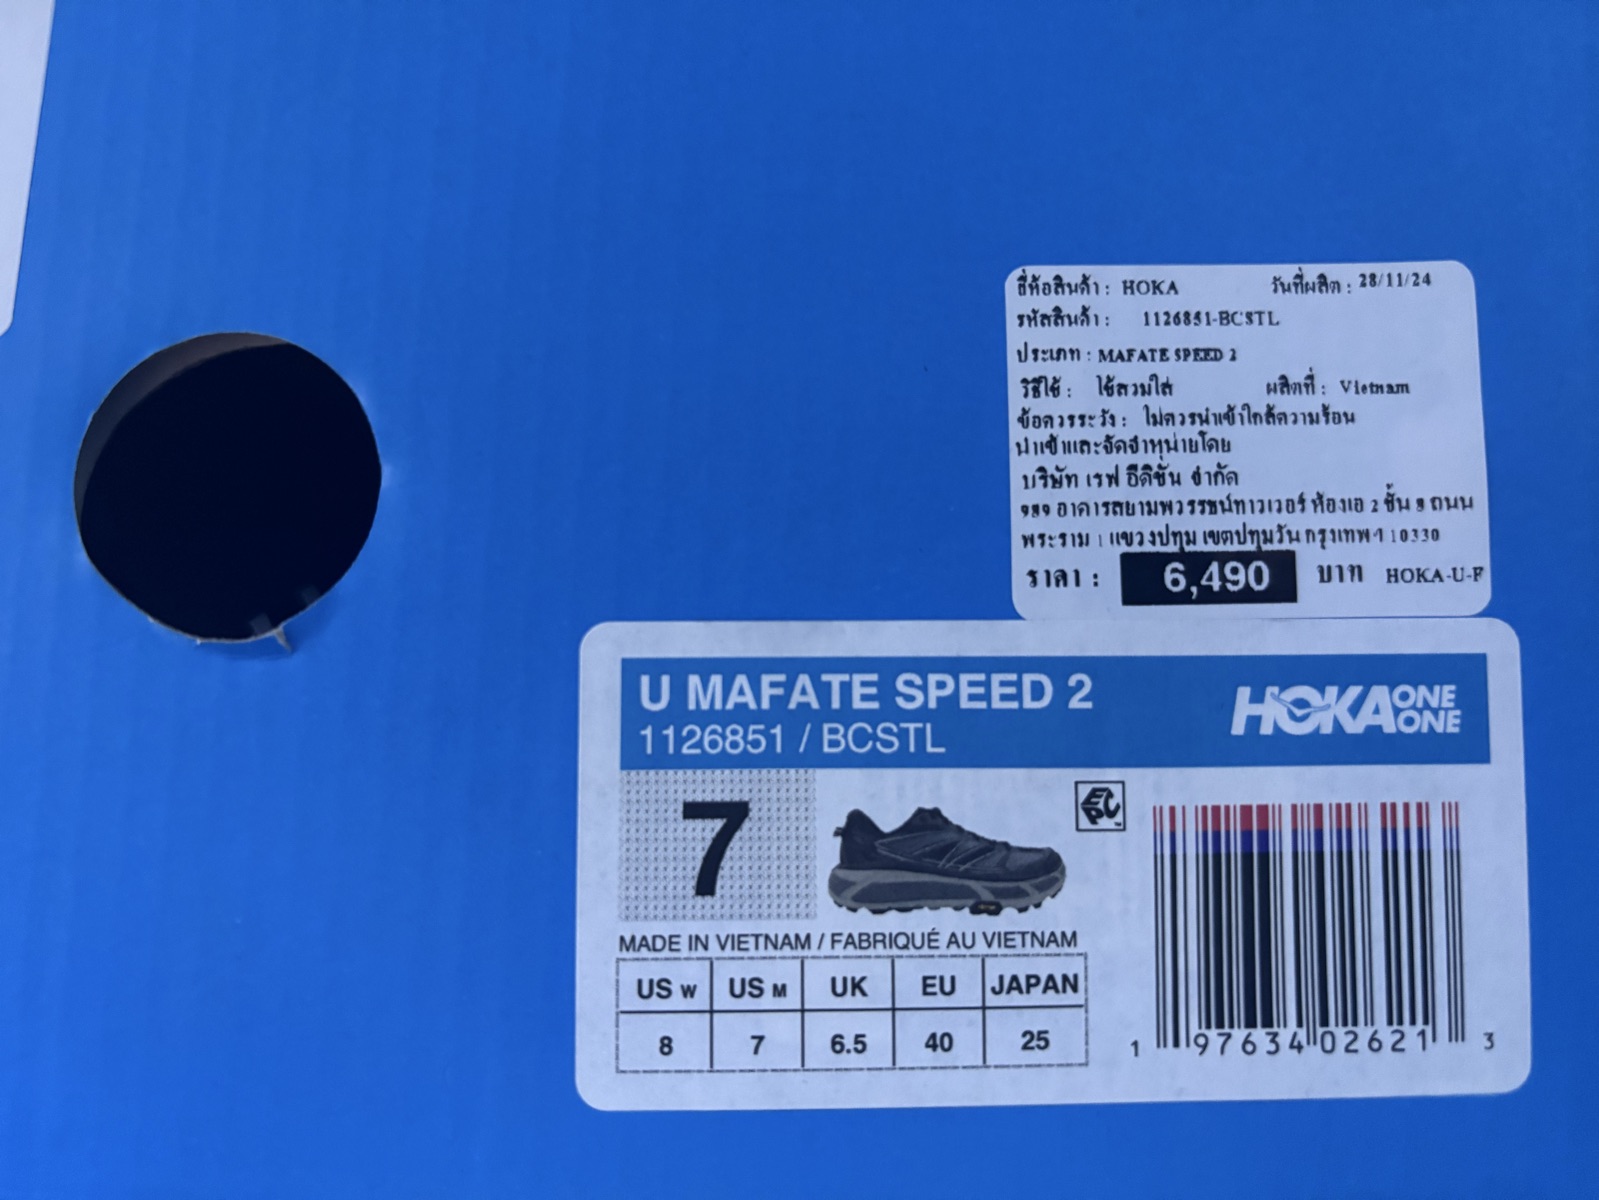 ยี่ห้อสินค้า : HOKA วันที่ผลิต : 28/11/24
รหัสสินค้า : 1126851-BCSTL
ประเภท : MAFATE SPEED 2
วิธีใช้ : ใช้สวมใส่ ผลิตที่ : Vietnam
ข้อควรระวัง : ไม่ควรนำเข้าใกล้ความร้อน
นำเข้าและจัดจำหน่ายโดย
บริษัท เรฟ อีดิชั่น จำกัด
989 อาคารสยามพิวรรธน์ทาวเวอร์ ห้องเอ 2 ชั้น 8 ถนน
พระราม 1 แขวงปทุม เขตปทุมวัน กรุงเทพฯ 10330
ราคา : 6,490 บาท HOKA-U-F
U MAFATE SPEED 2
1126851 / BCSTL
HOKA ONE ONE
7
EPC™
MADE IN VIETNAM / FABRIQUÉ AU VIETNAM
US W US M UK EU JAPAN
8 7 6.5 40 25
1 97634 02621 3